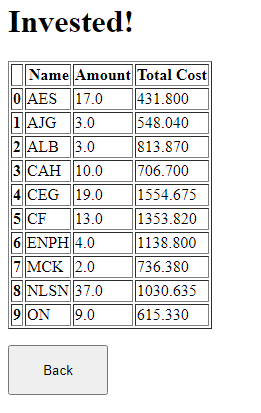 Invested!
Name Amount Total Cost
0 AES 17.0 431.800
1 AJG 3.0 548.040
2 ALB 3.0 813.870
3 CAH 10.0 706.700
4 CEG 19.0 1554.675
5 CF 13.0 1353.820
6 ENPH 4.0 1138.800
7 MCK 2.0 736.380
8 NLSN 37.0 1030.635
9 ON 9.0 615.330
Back